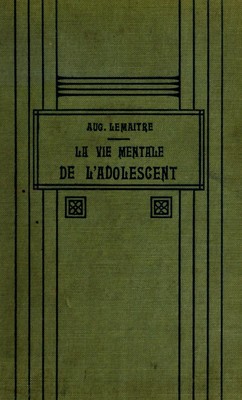 AUG. LEMAITRE
LA VIE MENTALE
DE L'ADOLESCENT